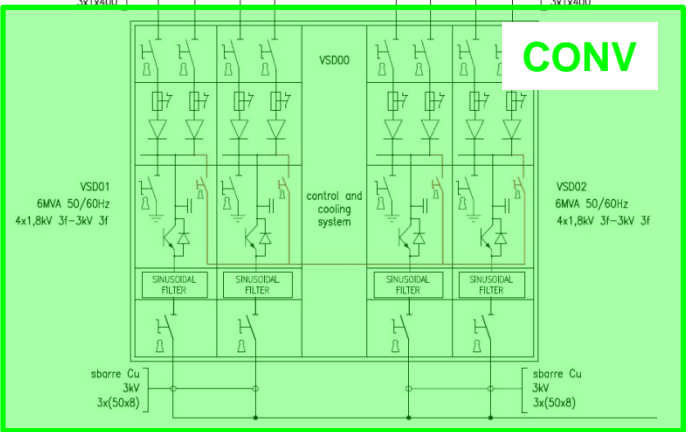 3x1x400
3x1x400
CONV
VSD00
VSD01
6MVA 50/60Hz
4x1,8kV 3f-3kV 3f
control and
cooling
system
VSD02
6MVA 50/60Hz
4x1,8kV 3f-3kV 3f
SINUSOIDAL
FILTER
SINUSOIDAL
FILTER
SINUSOIDAL
FILTER
SINUSOIDAL
FILTER
sbarre Cu
3kV
3x(50x8)
sbarre Cu
3kV
3x(50x8)